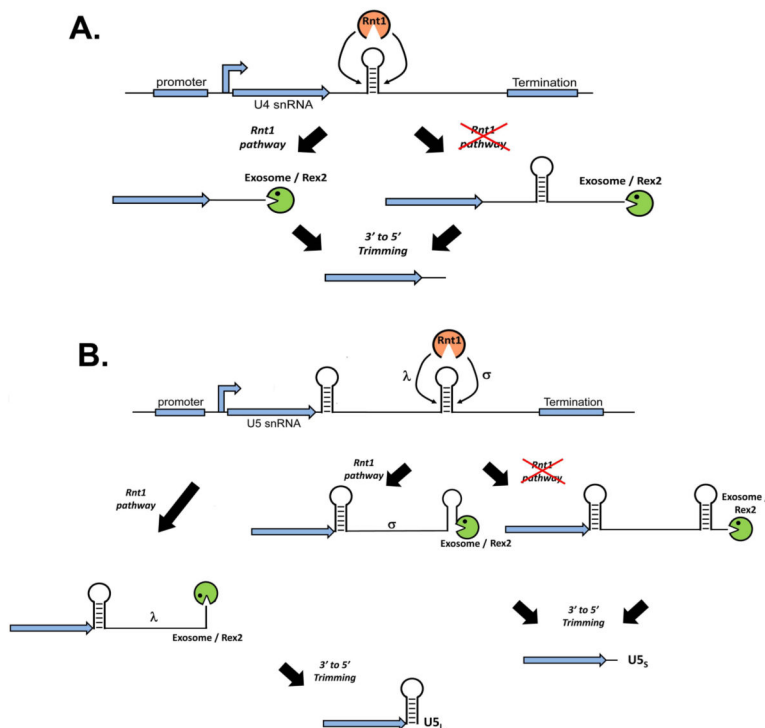 A.
Rnt1
promoter
Termination
U4 snRNA
Rnt1
pathway
Rnt1
pathway
Exosome / Rex2
Exosome / Rex2
3’ to 5’
Trimming
B.
Rnt1
λ
σ
promoter
Termination
U5 snRNA
Rnt1
pathway
Rnt1
pathway
Rnt1
pathway
Exosome /
Rex2
σ
Exosome / Rex2
λ
Exosome / Rex2
3’ to 5’
Trimming
U5S
3’ to 5’
Trimming
U5L